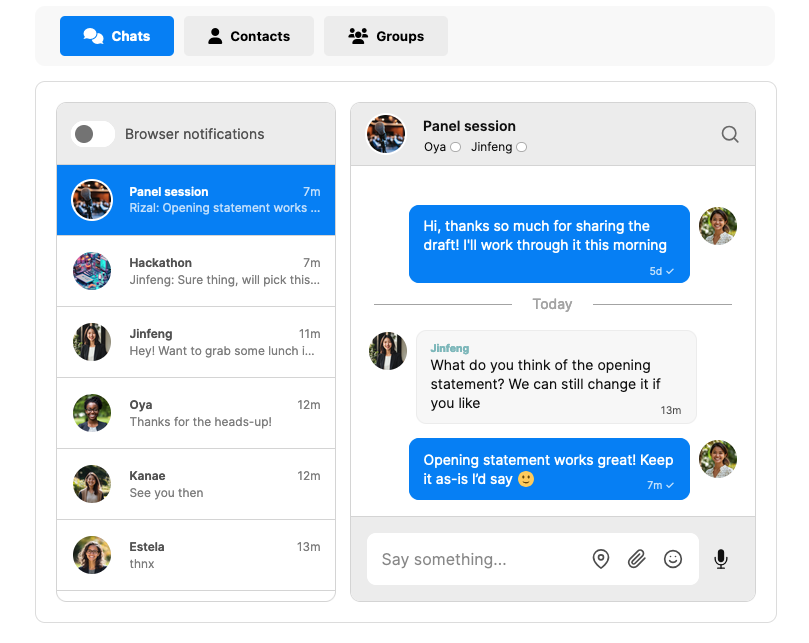 Chats
Contacts
Groups
Browser notifications
Panel session 7m
Rizal: Opening statement works ...
Hackathon 7m
Jinfeng: Sure thing, will pick this...
Jinfeng 11m
Hey! Want to grab some lunch i...
Oya 12m
Thanks for the heads-up!
Kanae 12m
See you then
Estela 13m
thnx
Panel session
Oya Jinfeng
Hi, thanks so much for sharing the
draft! I'll work through it this morning
5d ✓
Today
Jinfeng
What do you think of the opening
statement? We can still change it if
you like
13m
Opening statement works great! Keep
it as-is I'd say 🙂
7m ✓
Say something...